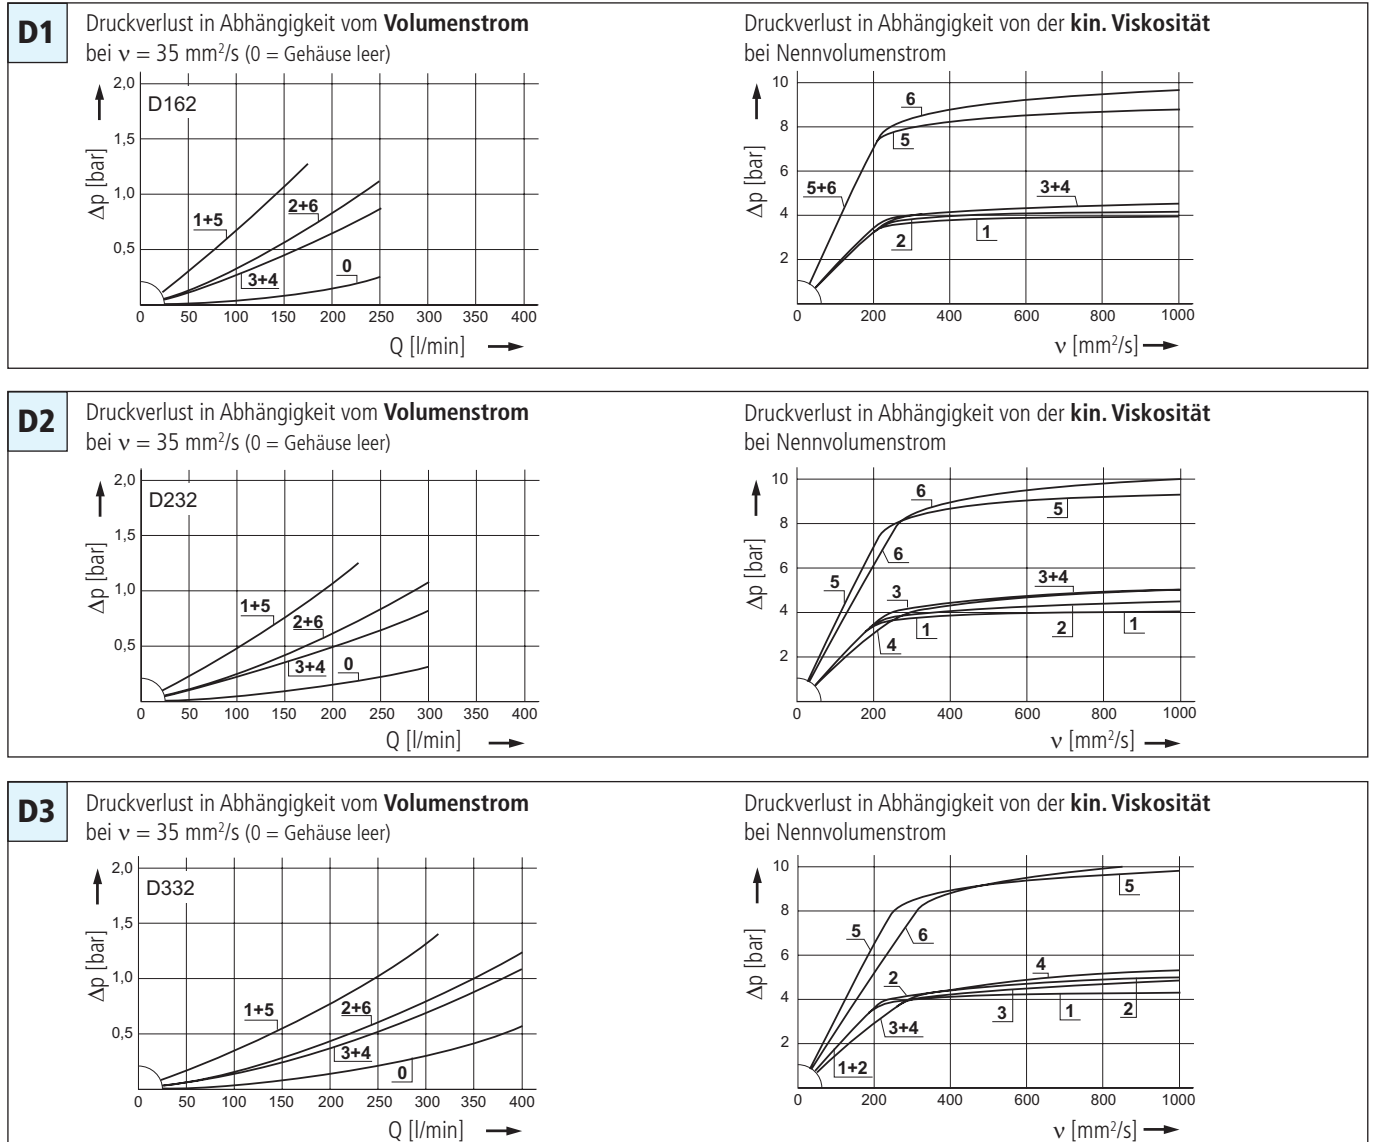 D1
Druckverlust in Abhängigkeit vom Volumenstrom
bei ν = 35 mm²/s (0 = Gehäuse leer)
2,0
1,5
1,0
0,5
Δp [bar]
D162
1+5
2+6
3+4
0
0 50 100 150 200 250 300 350 400
Q [l/min]
Druckverlust in Abhängigkeit von der kin. Viskosität
bei Nennvolumenstrom
10
8
6
4
2
Δp [bar]
6
5
5+6
3+4
2
1
0 200 400 600 800 1000
ν [mm²/s]
D2
Druckverlust in Abhängigkeit vom Volumenstrom
bei ν = 35 mm²/s (0 = Gehäuse leer)
2,0
1,5
1,0
0,5
Δp [bar]
D232
1+5
2+6
3+4
0
0 50 100 150 200 250 300 350 400
Q [l/min]
Druckverlust in Abhängigkeit von der kin. Viskosität
bei Nennvolumenstrom
10
8
6
4
2
Δp [bar]
6
5
6
5
3
3+4
4
1
2
1
0 200 400 600 800 1000
ν [mm²/s]
D3
Druckverlust in Abhängigkeit vom Volumenstrom
bei ν = 35 mm²/s (0 = Gehäuse leer)
2,0
1,5
1,0
0,5
Δp [bar]
D332
1+5
2+6
3+4
0
0 50 100 150 200 250 300 350 400
Q [l/min]
Druckverlust in Abhängigkeit von der kin. Viskosität
bei Nennvolumenstrom
10
8
6
4
2
Δp [bar]
5
5
6
4
2
3
1
2
3+4
1+2
0 200 400 600 800 1000
ν [mm²/s]